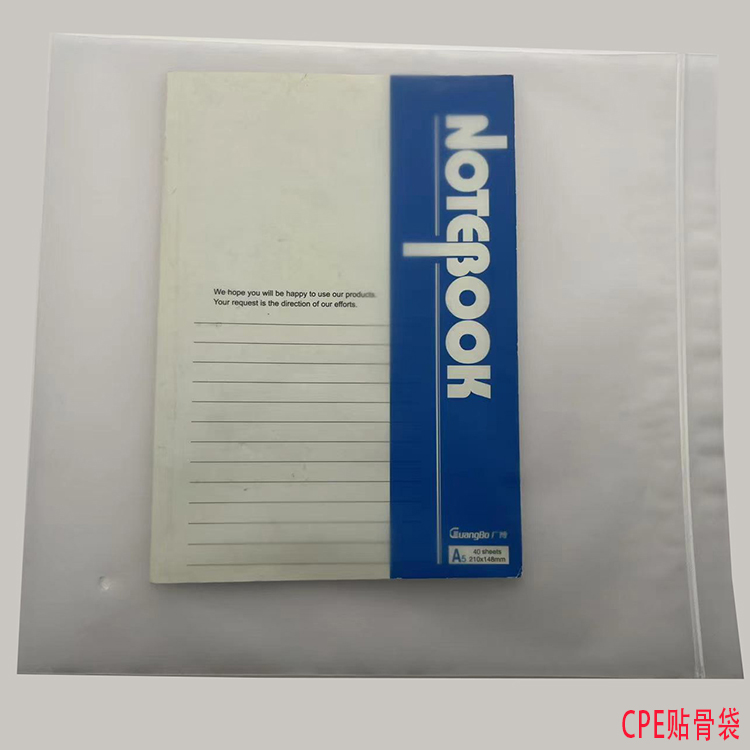 NOTEBOOK
We hope you will be happy to use our products.
Your request is the direction of our efforts.
GuangBo 广博
A5
40 sheets
210x148mm
CPE贴骨袋